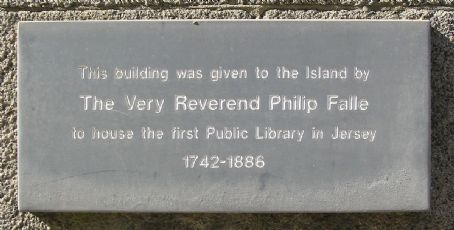 This building was given to the Island by
The Very Reverend Philip Falle
to house the first Public Library in Jersey
1742-1886